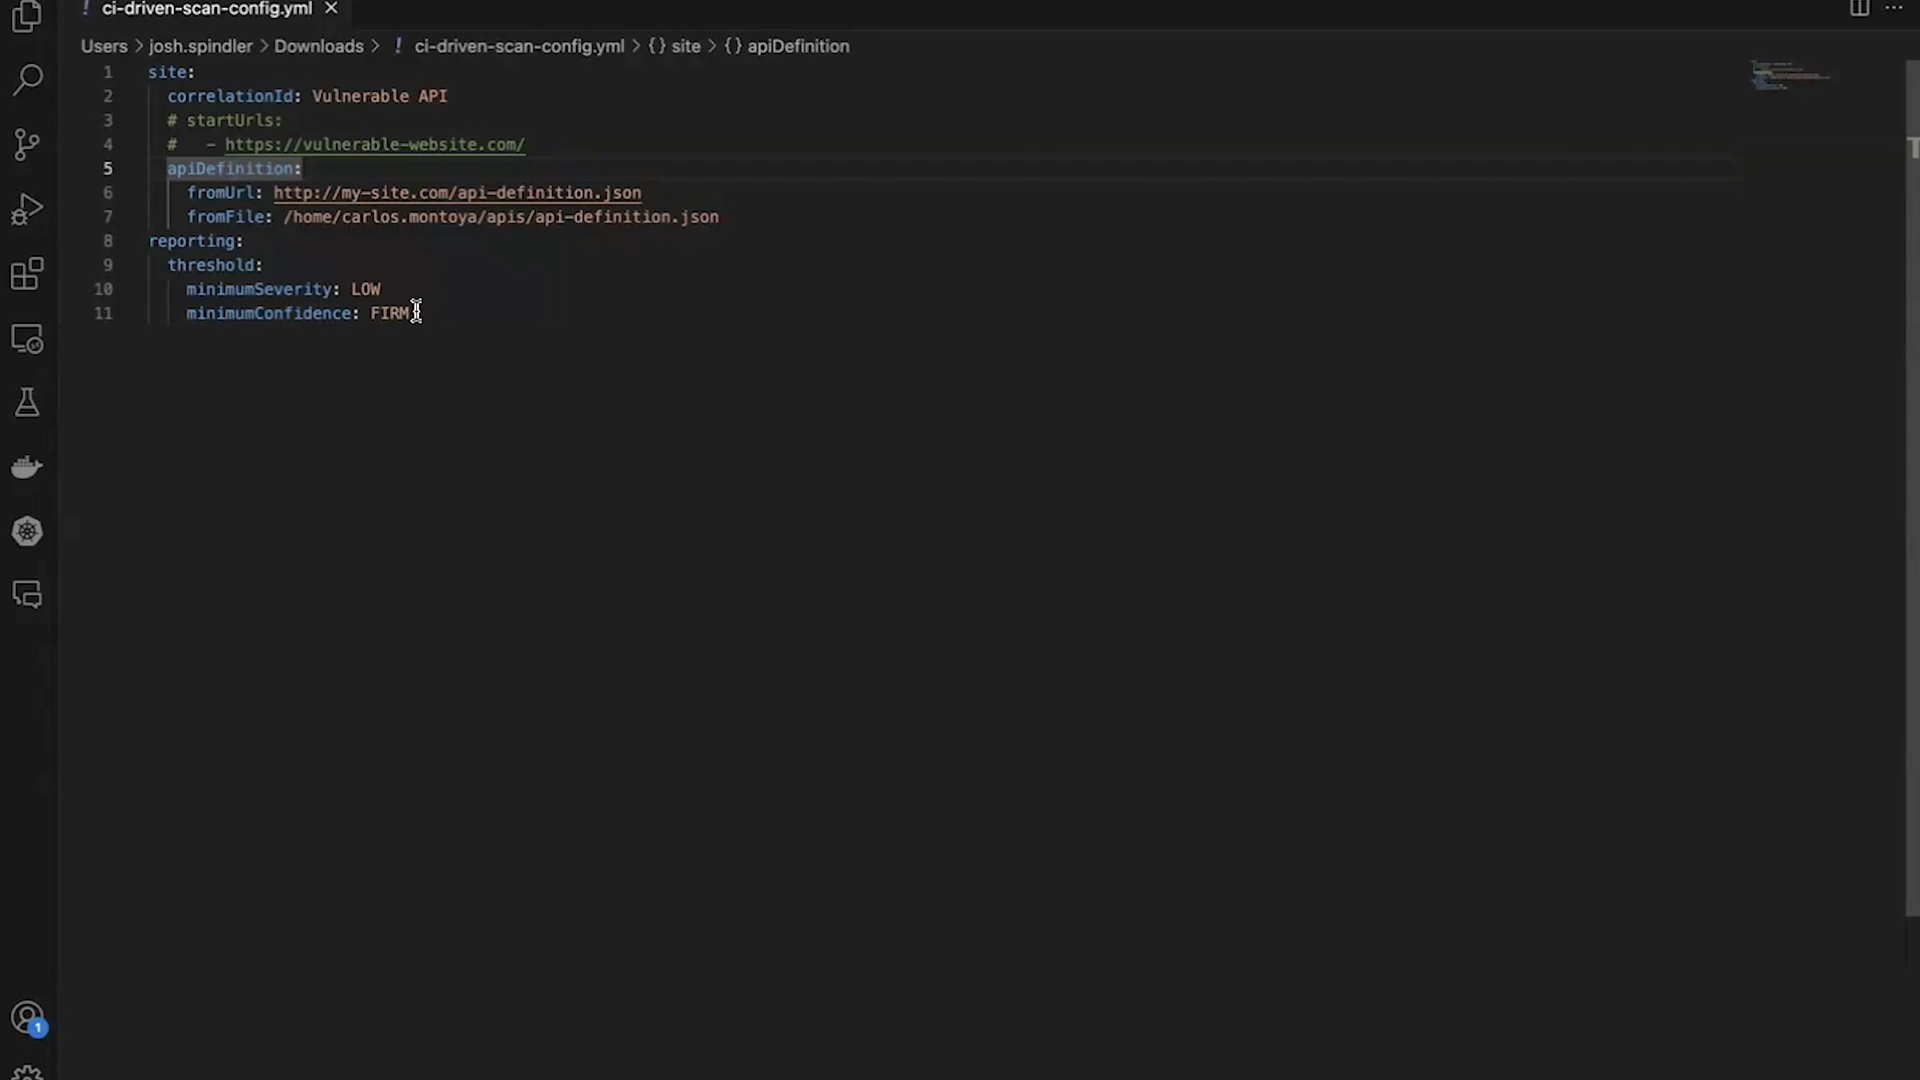 ! ci-driven-scan-config.yml ×
Users > josh.spindler > Downloads > ! ci-driven-scan-config.yml > {} site > {} apiDefinition
1 site:
2   correlationId: Vulnerable API
3   # startUrls:
4   #   - https://vulnerable-website.com/
5   apiDefinition:
6     fromUrl: http://my-site.com/api-definition.json
7     fromFile: /home/carlos.montoya/apis/api-definition.json
8 reporting:
9   threshold:
10     minimumSeverity: LOW
11     minimumConfidence: FIRM
1